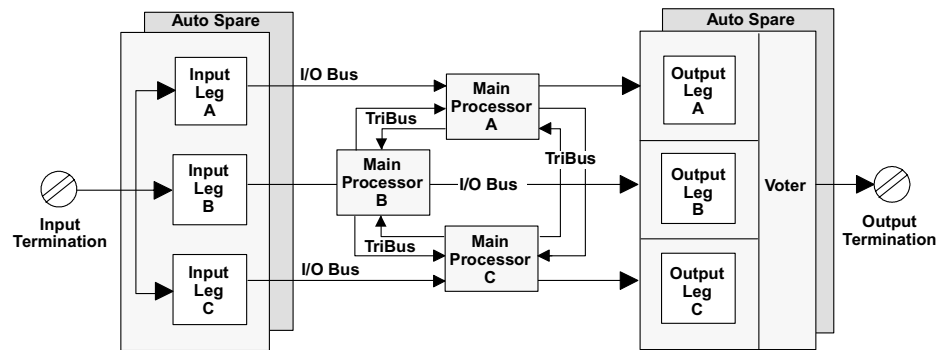 Auto Spare
Auto Spare
Input
Leg
A
I/O Bus
Main
Processor
A
Output
Leg
A
TriBus
Input
Leg
B
Main
Processor
B
I/O Bus
TriBus
Output
Leg
B
Voter
Input
Termination
Output
Termination
TriBus
Input
Leg
C
I/O Bus
Main
Processor
C
Output
Leg
C